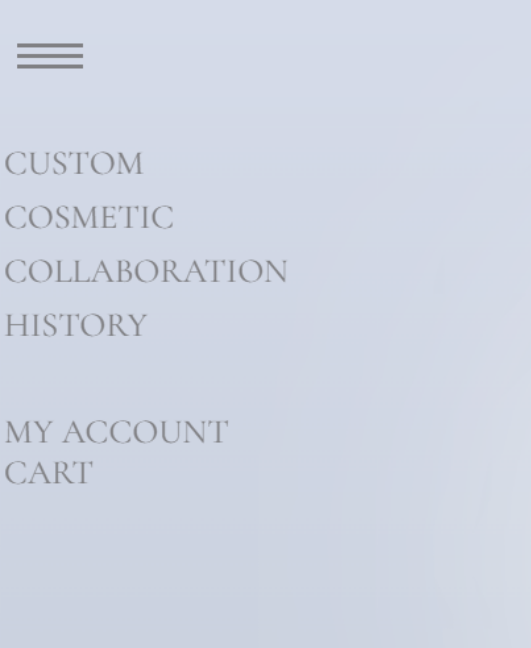 CUSTOM
COSMETIC
COLLABORATION
HISTORY
MY ACCOUNT
CART